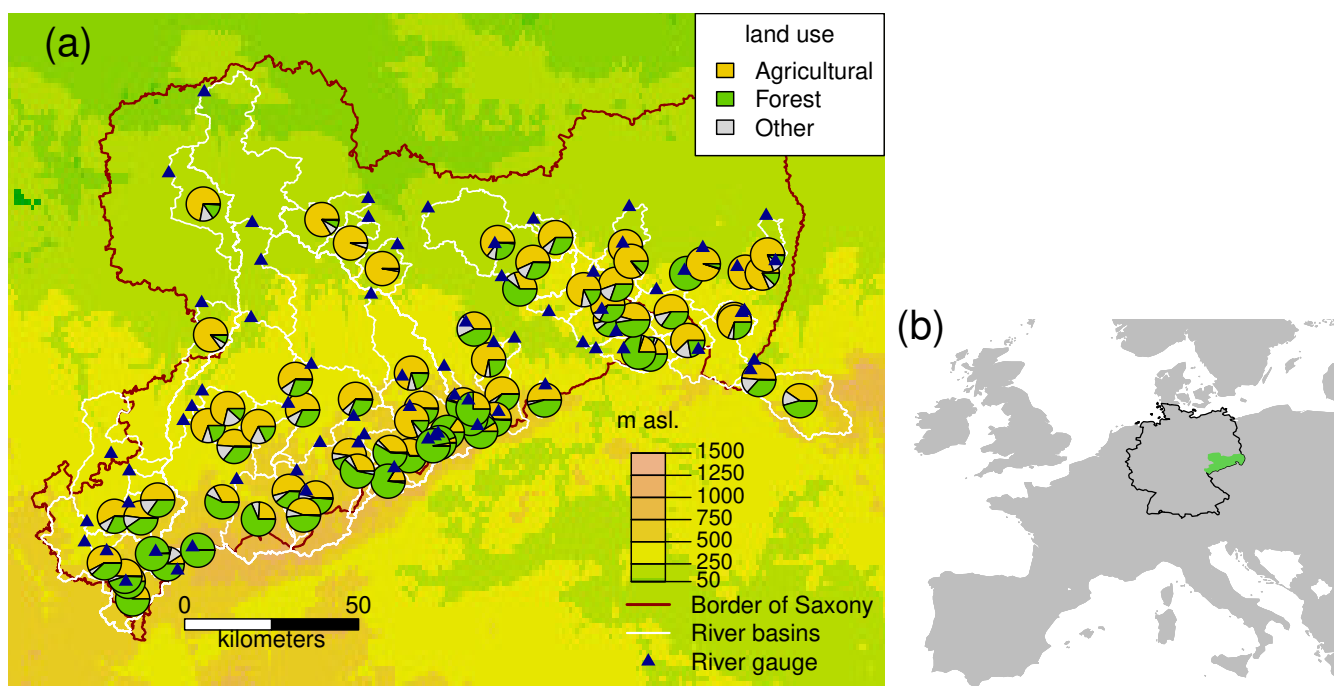 (a)
land use
Agricultural
Forest
Other
m asl.
1500
1250
1000
750
500
250
50
Border of Saxony
River basins
River gauge
0 50
kilometers
(b)